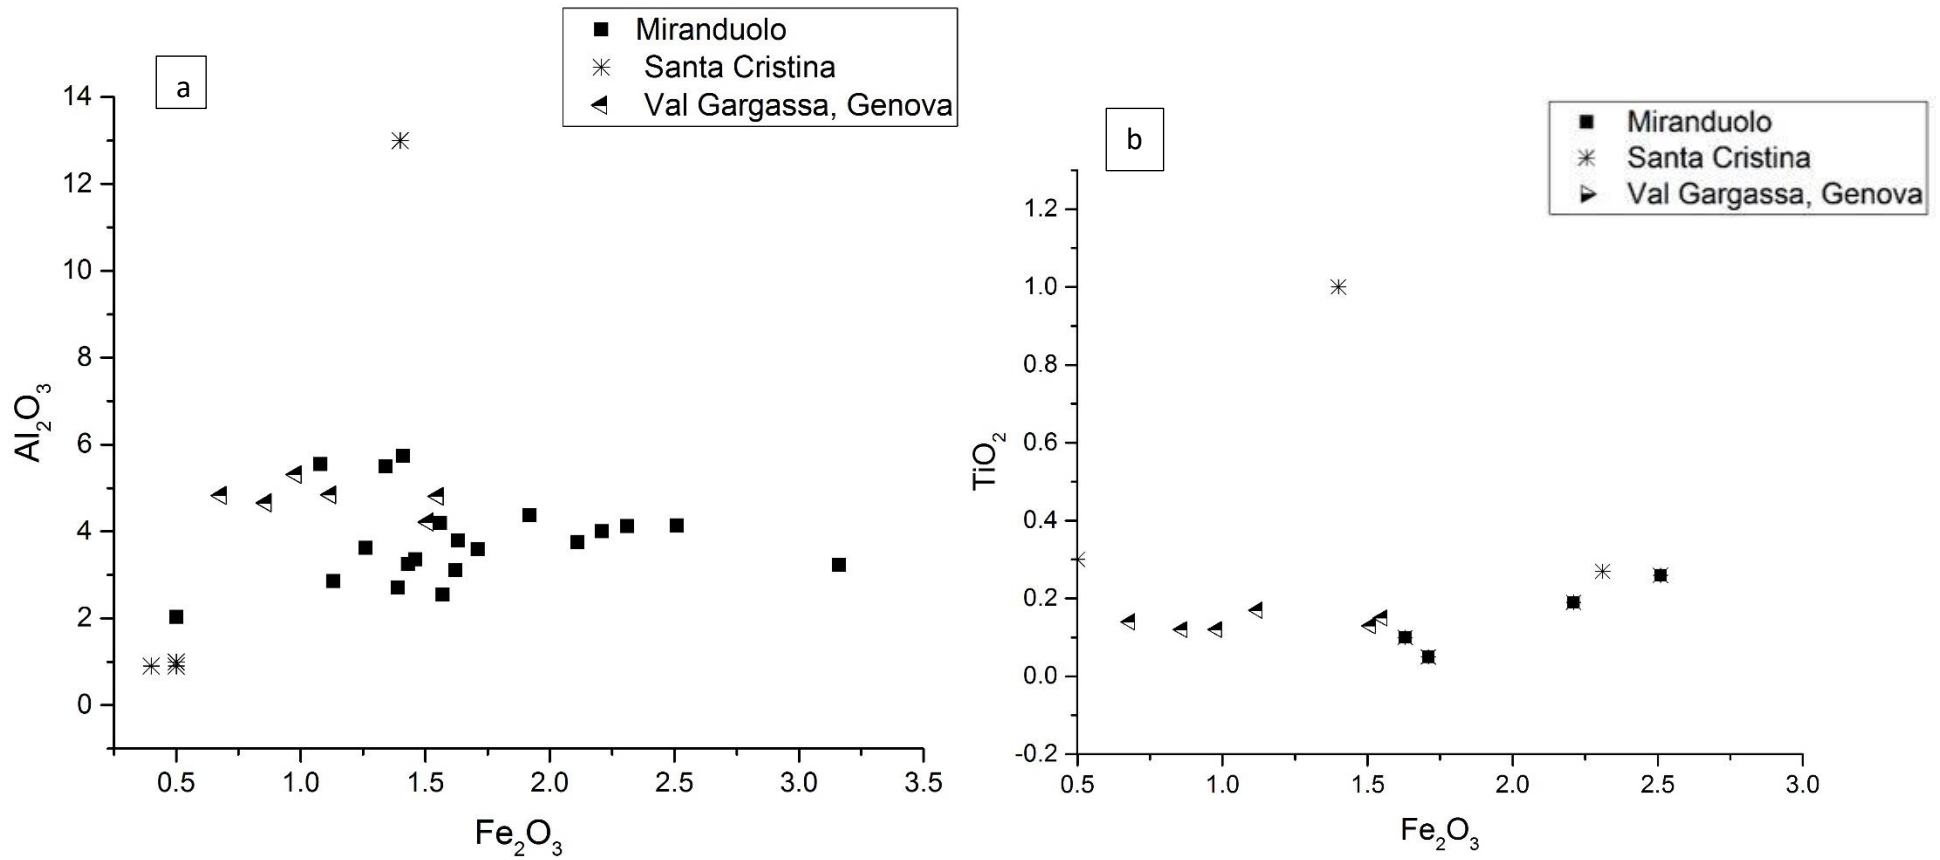 a
Miranduolo
Santa Cristina
Val Gargassa, Genova
14
12
10
8
6
4
2
0
Al₂O₃
0.5 1.0 1.5 2.0 2.5 3.0 3.5
Fe₂O₃
b
Miranduolo
Santa Cristina
Val Gargassa, Genova
1.2
1.0
0.8
0.6
0.4
0.2
0.0
-0.2
TiO₂
0.5 1.0 1.5 2.0 2.5 3.0
Fe₂O₃